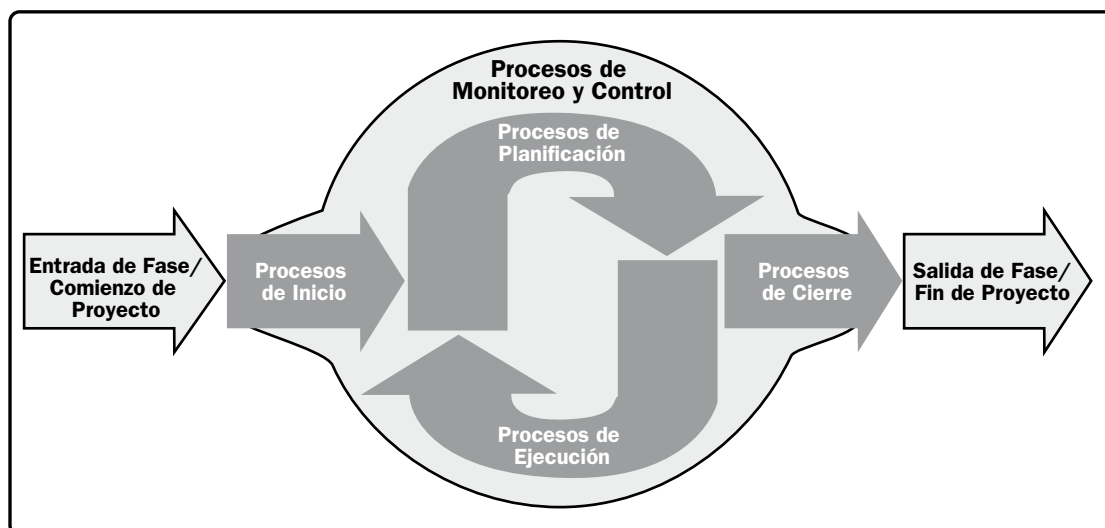 Procesos de
Monitoreo y Control
Procesos de
Planificación
Entrada de Fase/
Comienzo de
Proyecto
Procesos
de Inicio
Procesos
de Cierre
Salida de Fase/
Fin de Proyecto
Procesos de
Ejecución